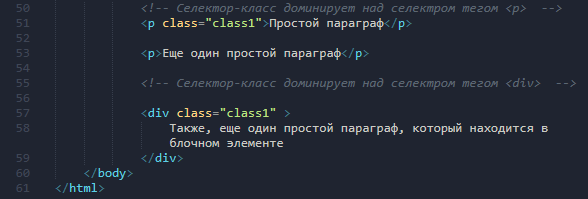 50 <!-- Селектор-класс доминирует над селектром тегом <p>  -->
51 <p class="class1">Простой параграф</p>
52
53 <p>Еще один простой параграф</p>
54
55 <!-- Селектор-класс доминирует над селектром тегом <div>  -->
56
57 <div class="class1" >
58 Также, еще один простой параграф, который находится в
блочном элементе
59 </div>
60 </body>
61 </html>